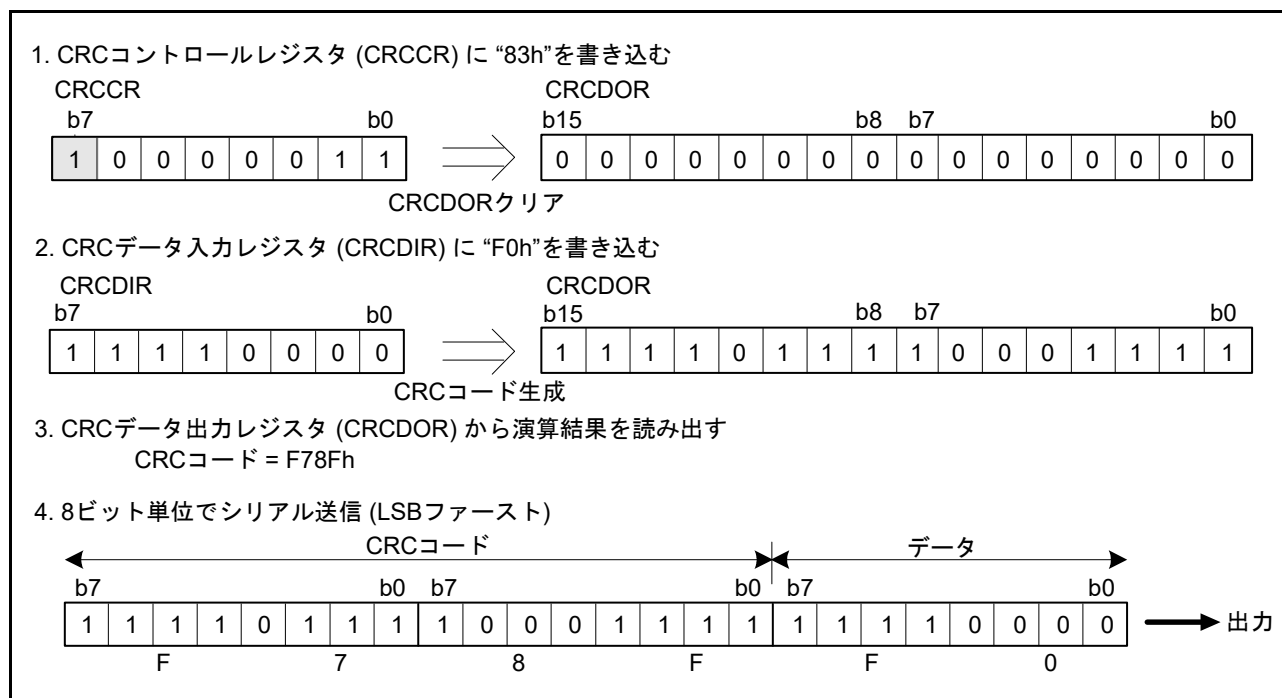 1. CRCコントロールレジスタ (CRCCR) に “83h”を書き込む
CRCCR CRCDOR
b7 b0 b15 b8 b7 b0
1 0 0 0 0 0 1 1 0 0 0 0 0 0 0 0 0 0 0 0 0 0 0 0
CRCDORクリア
2. CRCデータ入力レジスタ (CRCDIR) に “F0h”を書き込む
CRCDIR CRCDOR
b7 b0 b15 b8 b7 b0
1 1 1 1 0 0 0 0 1 1 1 1 0 1 1 1 1 0 0 0 1 1 1 1
CRCコード生成
3. CRCデータ出力レジスタ (CRCDOR) から演算結果を読み出す
CRCコード = F78Fh
4. 8ビット単位でシリアル送信 (LSBファースト)
CRCコード データ
b7 b0 b7 b0 b7 b0
1 1 1 1 0 1 1 1 1 0 0 0 1 1 1 1 1 1 1 1 0 0 0 0 出力
F 7 8 F F 0